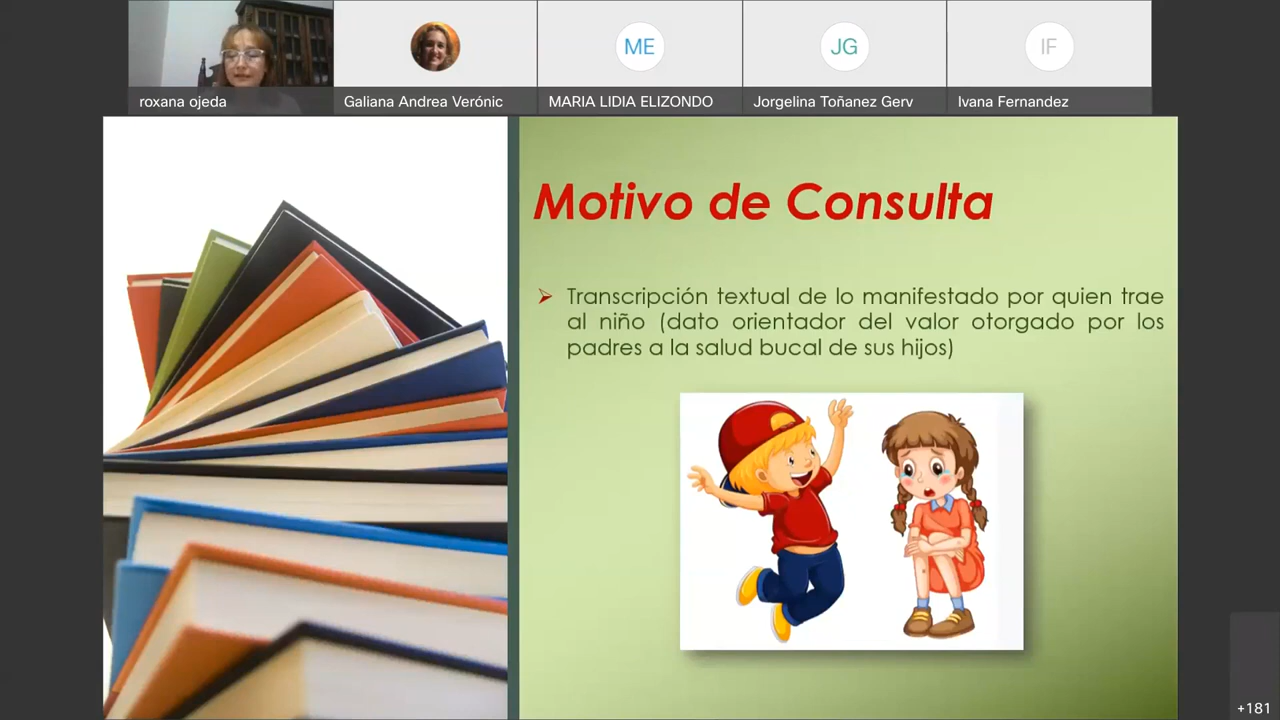 ME
JG
IF
roxana ojeda
Galiana Andrea Verónic
MARIA LIDIA ELIZONDO
Jorgelina Toñanez Gerv
Ivana Fernandez
Motivo de Consulta
Transcripción textual de lo manifestado por quien trae
al niño (dato orientador del valor otorgado por los
padres a la salud bucal de sus hijos)
+181